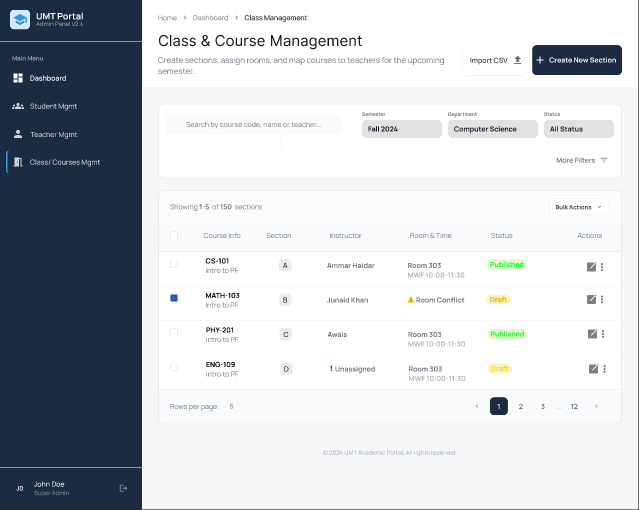 UMT Portal
Admin Panel v2.4
Main Menu
Dashboard
Student Mgmt
Teacher Mgmt
Class/ Courses Mgmt
JD
John Doe
Super Admin
Home > Dashboard > Class Management
Class & Course Management
Create sections, assign rooms, and map courses to teachers for the upcoming
semester.
Import CSV
+ Create New Section
Search by course code, name or teacher...
Semester
Fall 2024
Department
Computer Science
Status
All Status
More Filters
Showing 1-5 of 150 sections
Bulk Actions
Course Info Section Instructor Room & Time Status Actions
CS-101
Intro to PF
A
Ammar Haidar
Room 303
MWF 10:00-11:30
Published
MATH-103
Intro to PF
B
Junaid Khan
Room Conflict
Draft
PHY-201
Intro to PF
C
Awais
Room 303
MWF 10:00-11:30
Published
ENG-109
Intro to PF
D
! Unassigned
Room 303
MWF 10:00-11:30
Draft
Rows per page: 5
< 1 2 3 ... 12 >
© 2024 UMT Academic Portal. All rights reserved